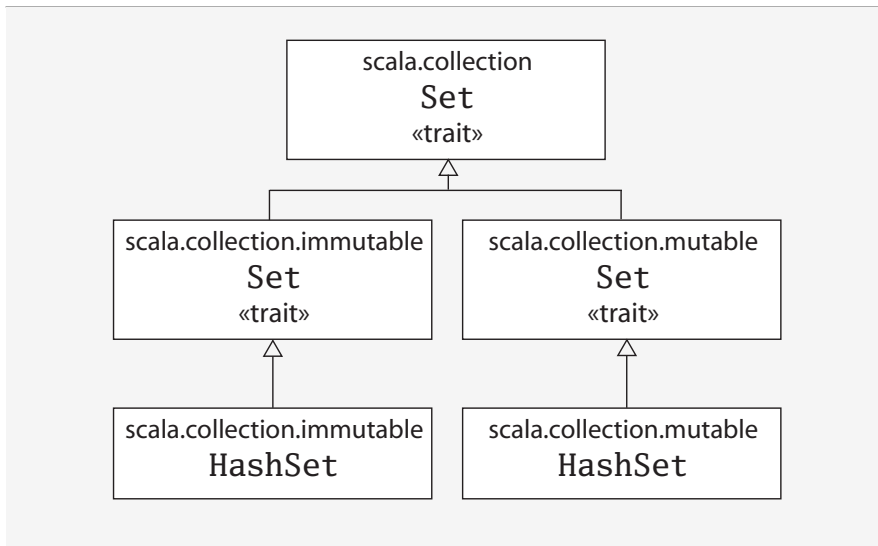 scala.collection
Set
«trait»
scala.collection.immutable
Set
«trait»
scala.collection.mutable
Set
«trait»
scala.collection.immutable
HashSet
scala.collection.mutable
HashSet